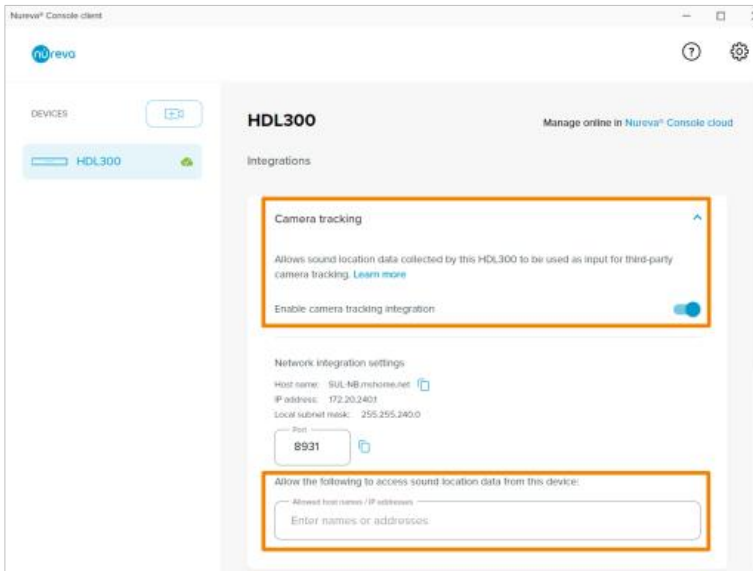 Nureva® Console client
nureva
DEVICES
HDL300
HDL300
Manage online in Nureva® Console cloud
Integrations
Camera tracking
Allows sound location data collected by this HDL300 to be used as input for third-party
camera tracking. Learn more
Enable camera tracking integration
Network integration settings
Host name: SUL-NB.mshome.net
IP address: 172.20.240.1
Local subnet mask: 255.255.240.0
Port
8931
Allow the following to access sound location data from this device:
Allowed host names / IP addresses
Enter names or addresses